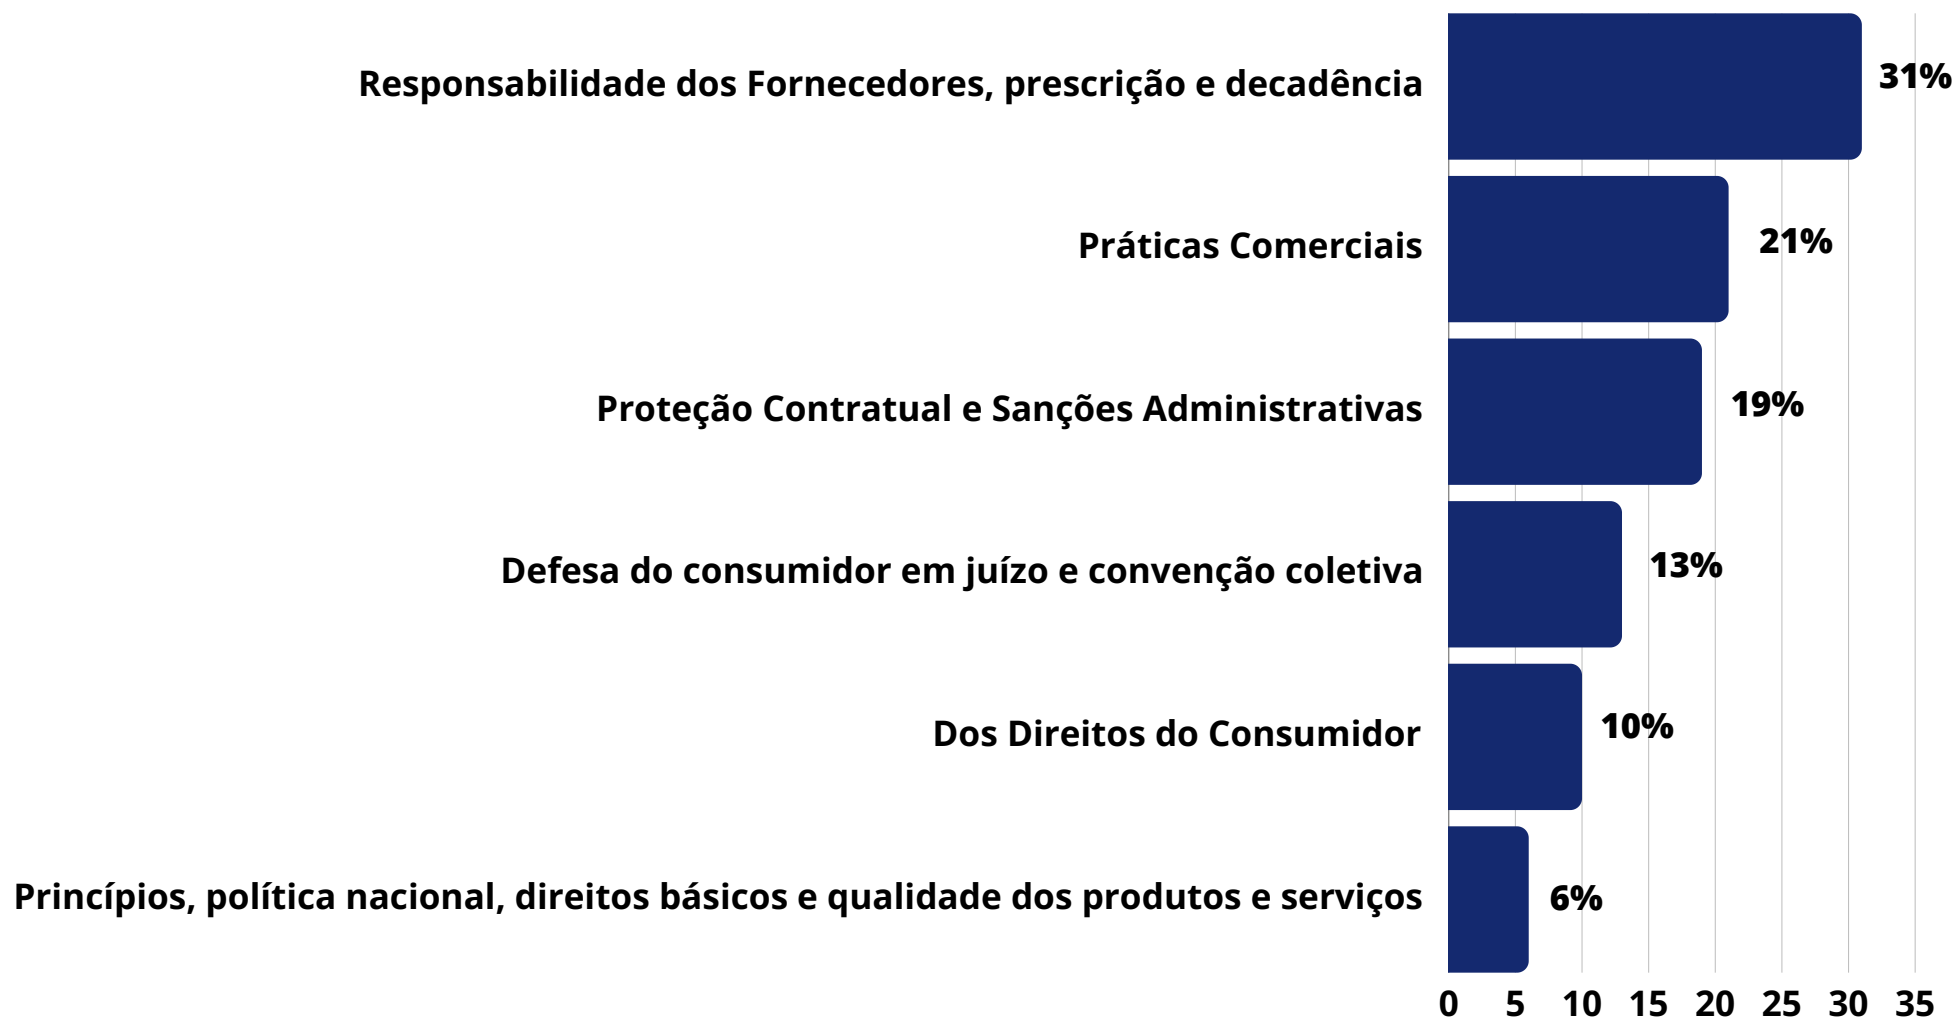 Responsabilidade dos Fornecedores, prescrição e decadência
31%
Práticas Comerciais
21%
Proteção Contratual e Sanções Administrativas
19%
Defesa do consumidor em juízo e convenção coletiva
13%
Dos Direitos do Consumidor
10%
Princípios, política nacional, direitos básicos e qualidade dos produtos e serviços
6%
0 5 10 15 20 25 30 35